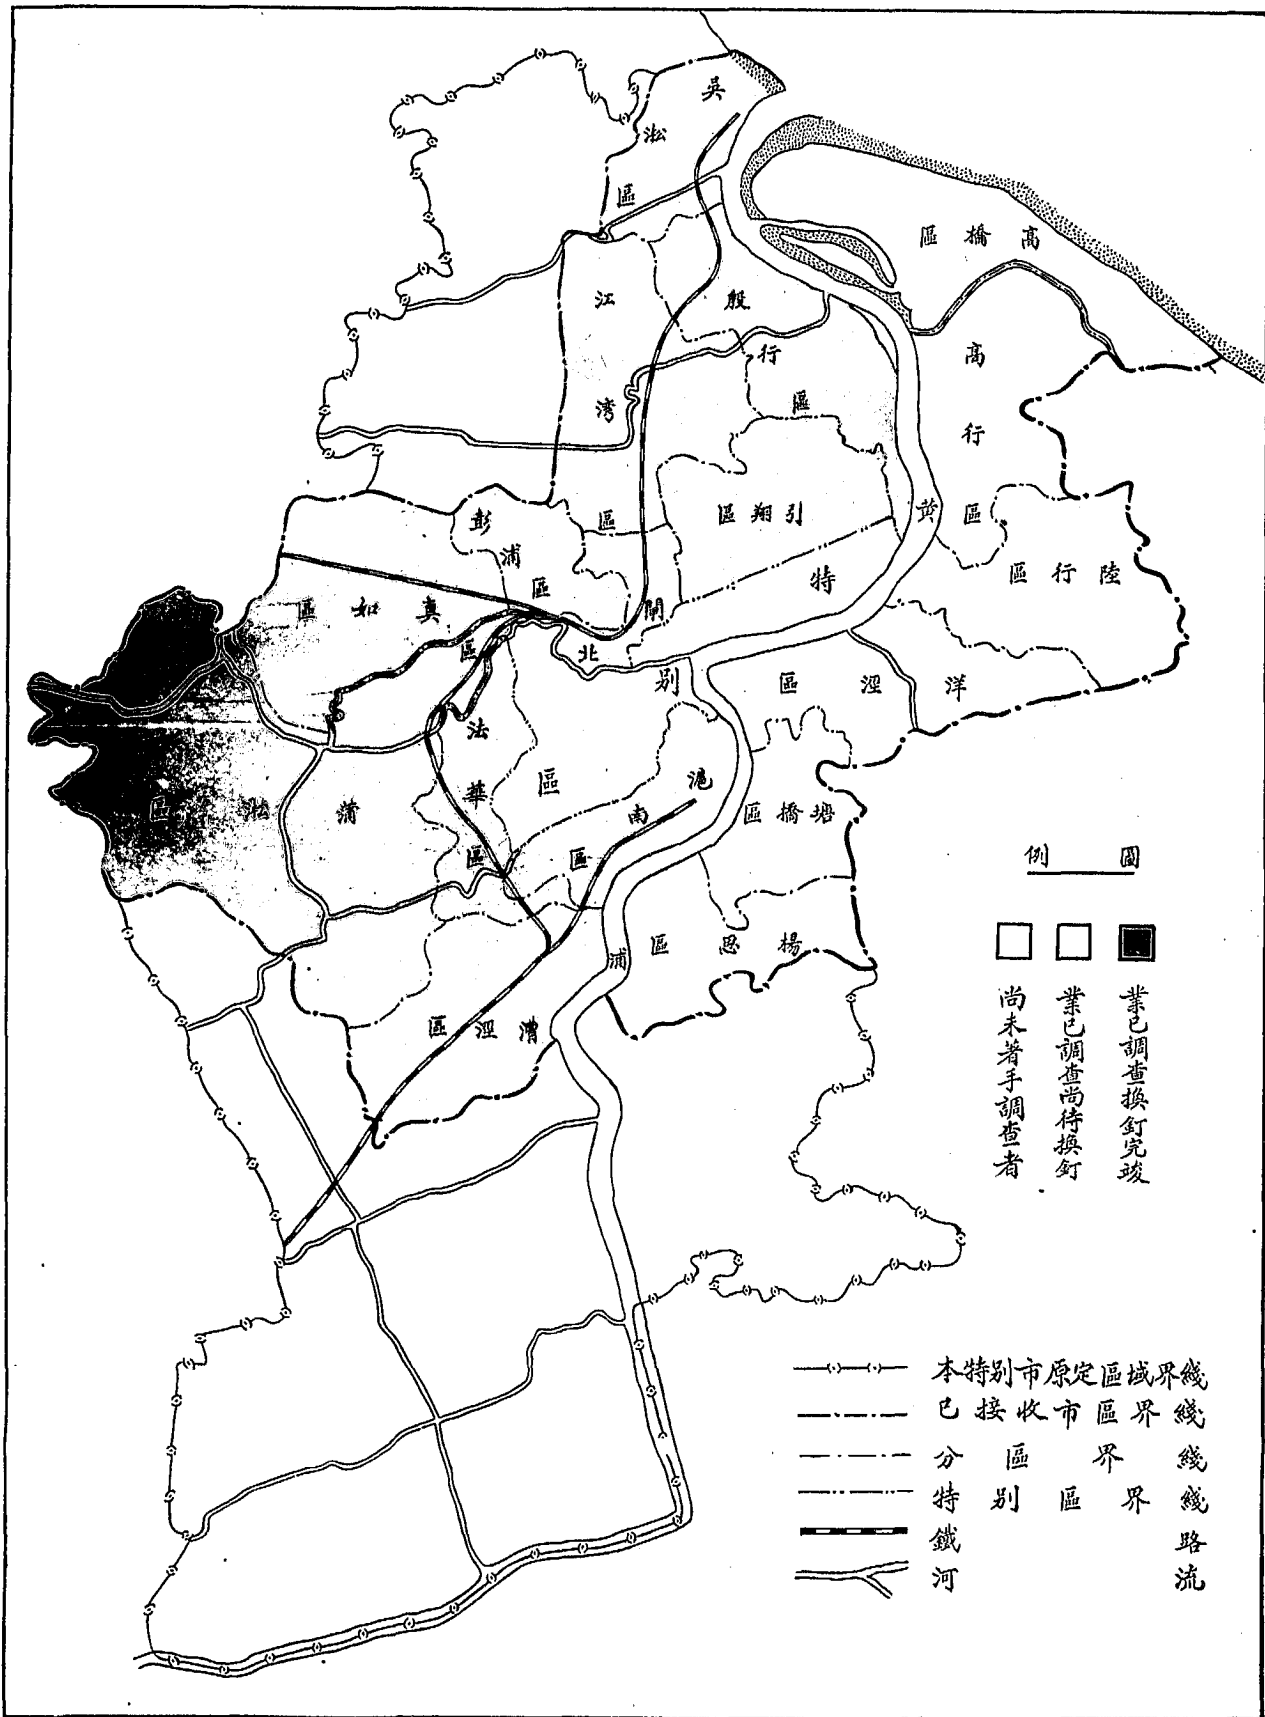 吳淞區
高橋區
江灣區
殷行區
高行區
引翔區
彭浦區
陸行區
真如區
閘北區
特別區
洋涇區
法華區
蒲淞區
滬南區
塘橋區
楊思區
漕涇區
黄浦
圖例
業已調查換釘完竣
業已調查尚待換釘
尚未著手調查者
本特別市原定區域界綫
已接收市區界綫
分區界綫
特別區界綫
鐵路
河流